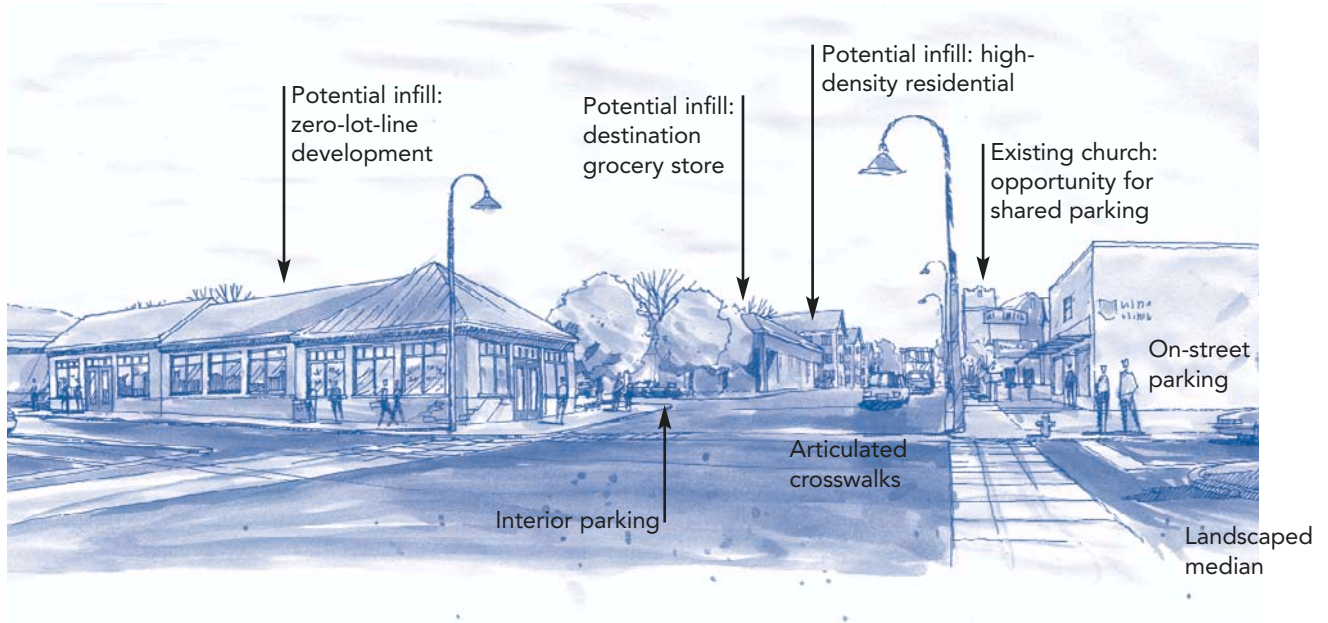 Potential infill:
zero-lot-line
development
Potential infill:
destination
grocery store
Potential infill: high-
density residential
Existing church:
opportunity for
shared parking
On-street
parking
Articulated
crosswalks
Interior parking
Landscaped
median